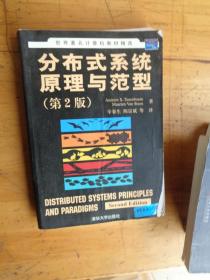 世界著名计算机教材精选
分布式系统
原理与范型
(第2版)
Andrew S. Tanenbaum
Maarten Van Steen 著
辛春生 陈宗斌 等 译
DISTRIBUTED SYSTEMS PRINCIPLES
AND PARADIGMS
Second Edition
清华大学出版社